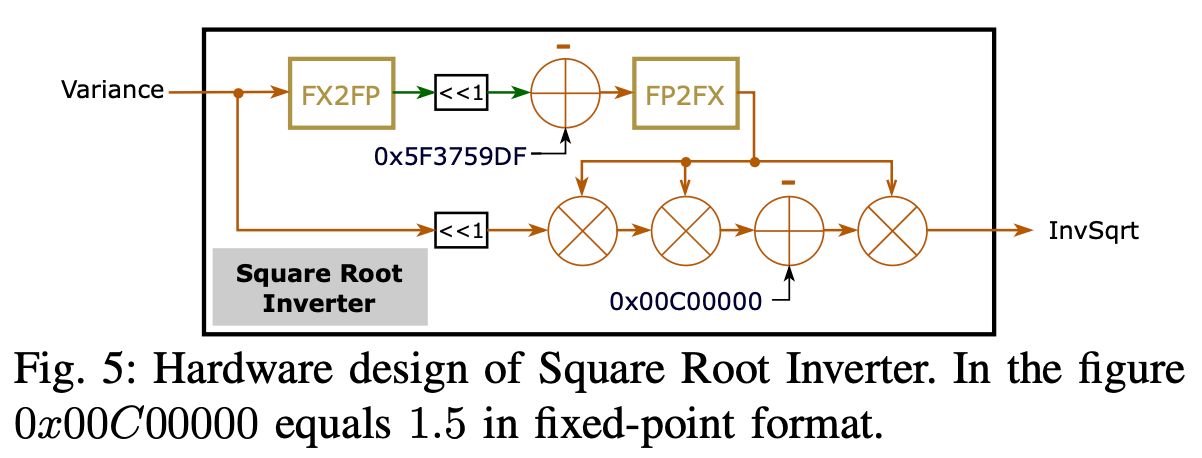 Variance
FX2FP
<<1
-
FP2FX
0x5F3759DF
<<1
-
InvSqrt
Square Root
Inverter
0x00C00000
Fig. 5: Hardware design of Square Root Inverter. In the figure
0x00C00000 equals 1.5 in fixed-point format.